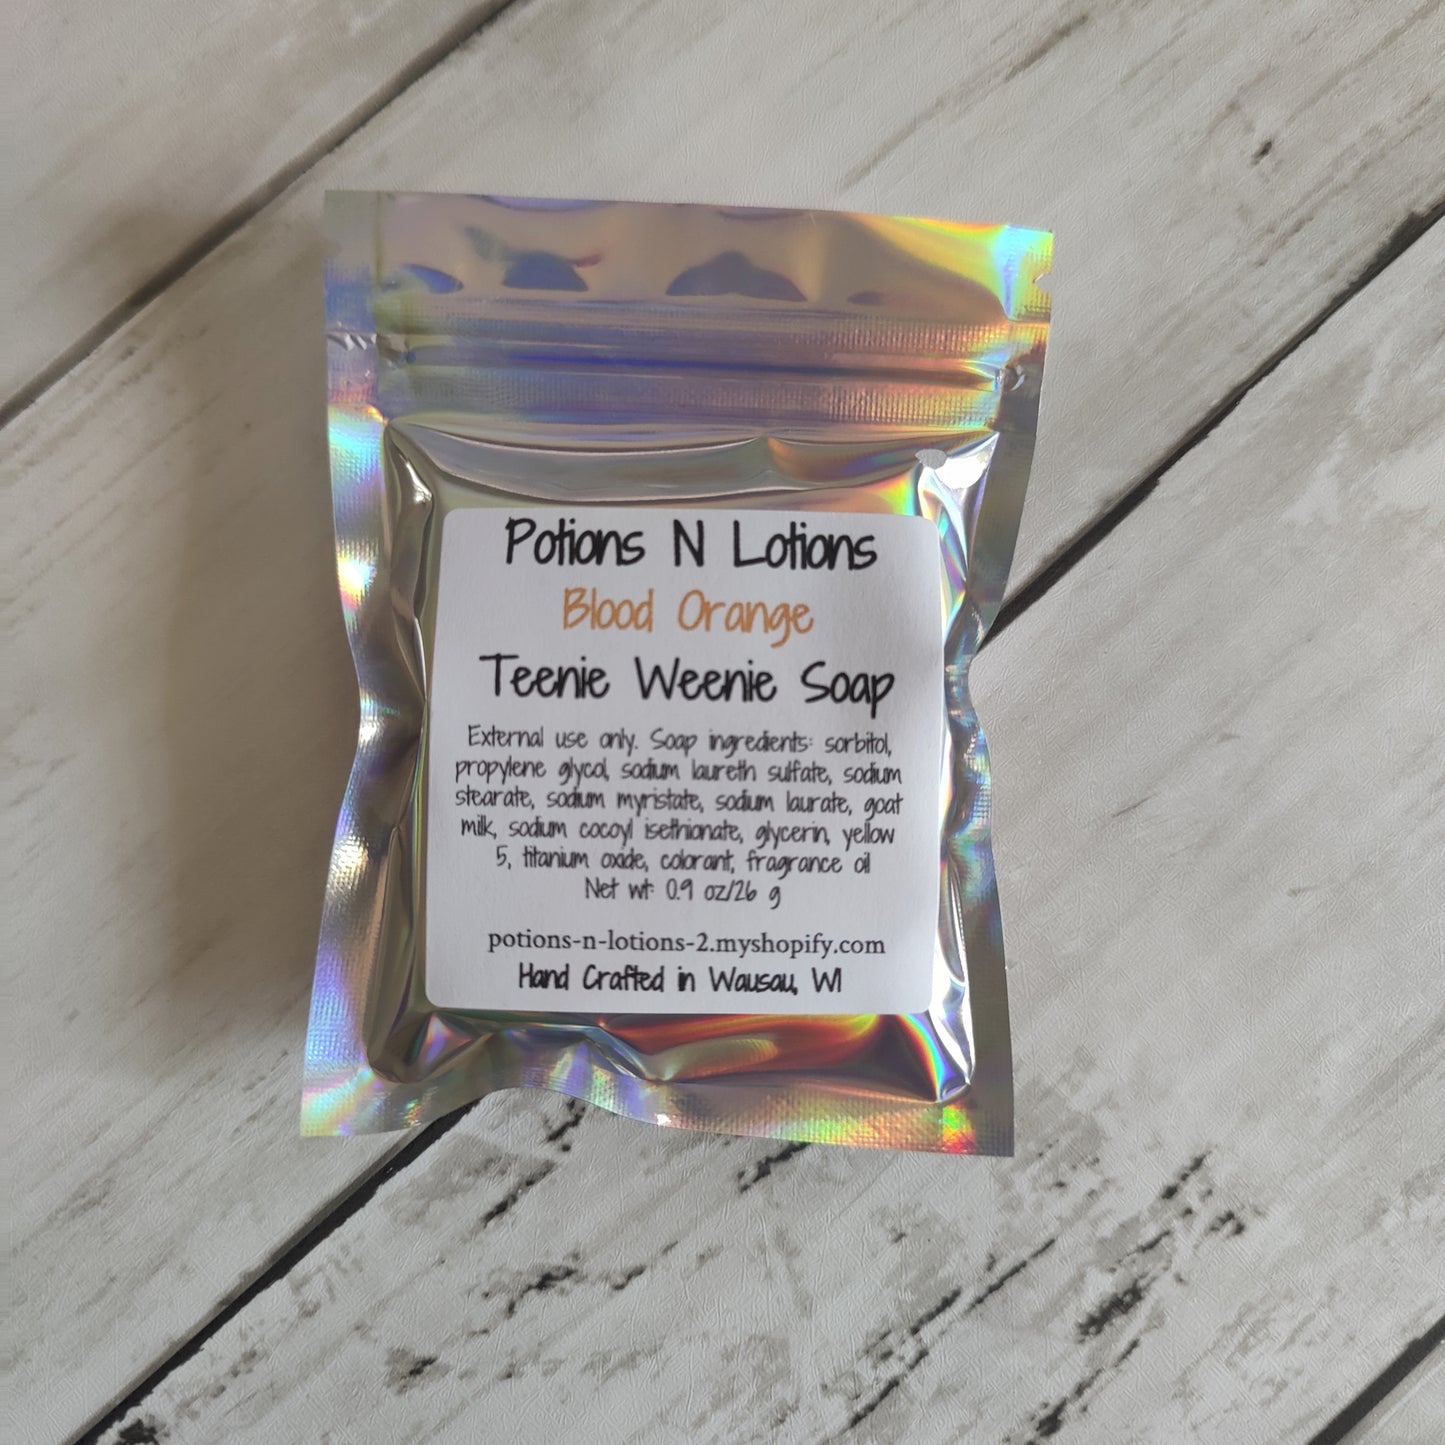 Potions N Lotions
Blood Orange
Teenie Weenie Soap
External use only. Soap ingredients: sorbitol,
propylene glycol, sodium laureth sulfate, sodium
stearate, sodium myristate, sodium laurate, goat
milk, sodium cocoyl isethionate, glycerin, yellow
5, titanium oxide, colorant, fragrance oil
Net wt: 0.9 oz/26 g
potions-n-lotions-2.myshopify.com
Hand Crafted in Wausau, WI